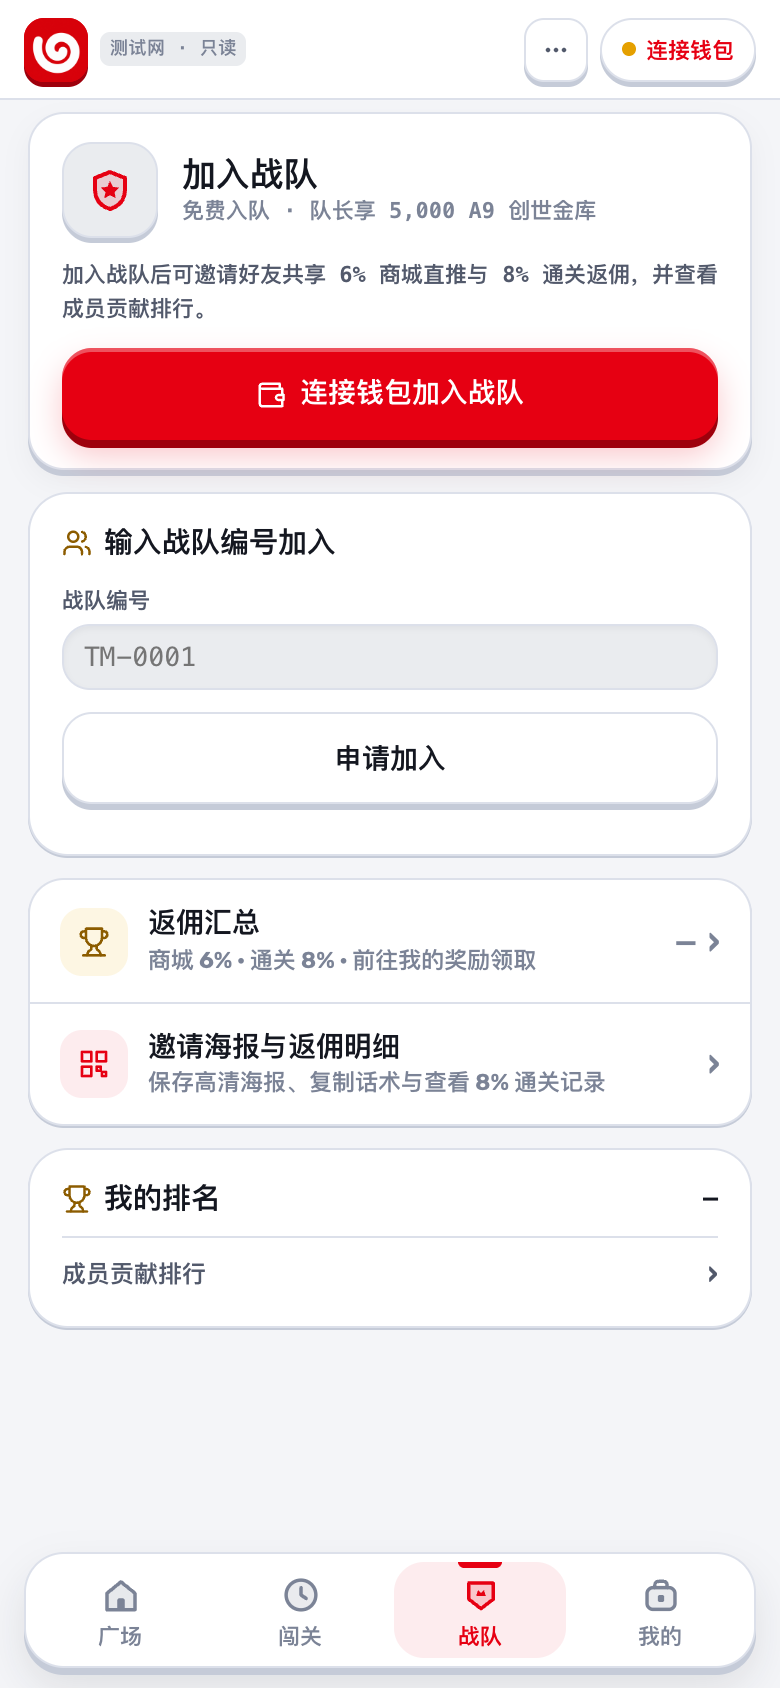 测试网 · 只读
···
连接钱包
加入战队
免费入队 · 队长享 5,000 A9 创世金库
加入战队后可邀请好友共享 6% 商城直推与 8% 通关返佣，并查看
成员贡献排行。
连接钱包加入战队
输入战队编号加入
战队编号
TM-0001
申请加入
返佣汇总
商城 6% • 通关 8% • 前往我的奖励领取
–
邀请海报与返佣明细
保存高清海报、复制话术与查看 8% 通关记录
我的排名
–
成员贡献排行
广场
闯关
战队
我的